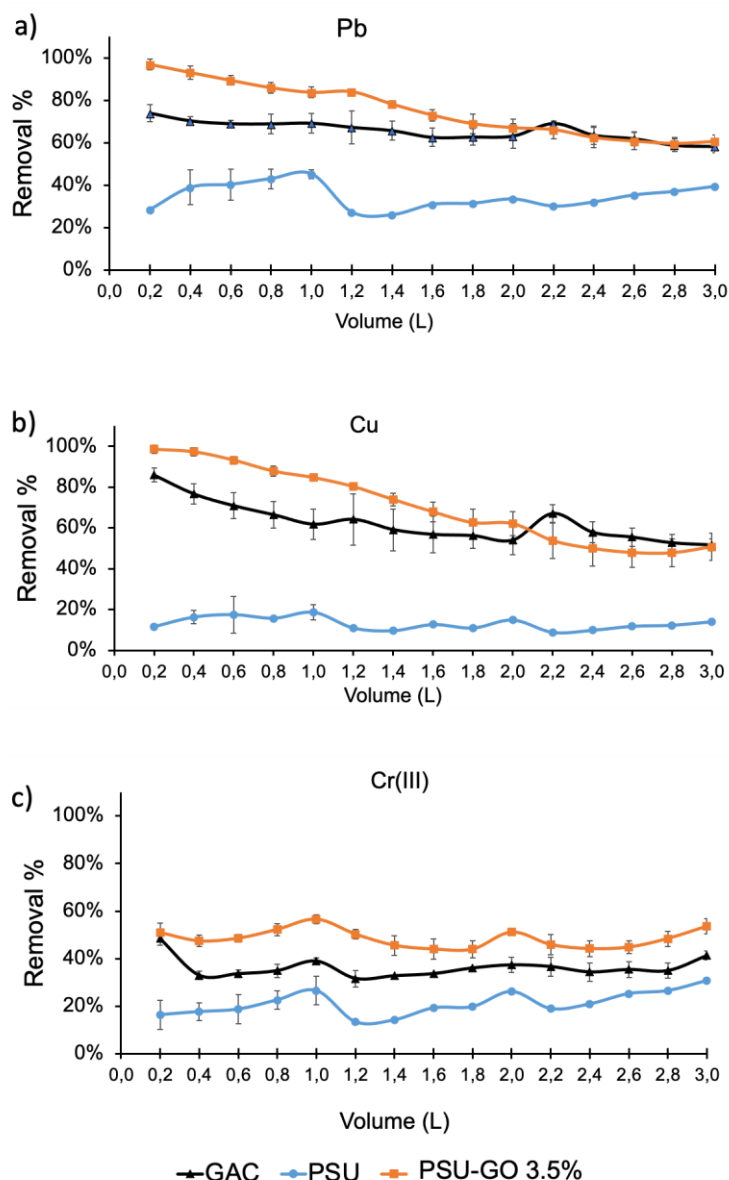 a)
Pb
Removal %
100%
80%
60%
40%
20%
0%
0,0 0,2 0,4 0,6 0,8 1,0 1,2 1,4 1,6 1,8 2,0 2,2 2,4 2,6 2,8 3,0
Volume (L)
b)
Cu
Removal %
100%
80%
60%
40%
20%
0%
0,0 0,2 0,4 0,6 0,8 1,0 1,2 1,4 1,6 1,8 2,0 2,2 2,4 2,6 2,8 3,0
Volume (L)
c)
Cr(III)
Removal %
100%
80%
60%
40%
20%
0%
0,0 0,2 0,4 0,6 0,8 1,0 1,2 1,4 1,6 1,8 2,0 2,2 2,4 2,6 2,8 3,0
Volume (L)
GAC PSU PSU-GO 3.5%